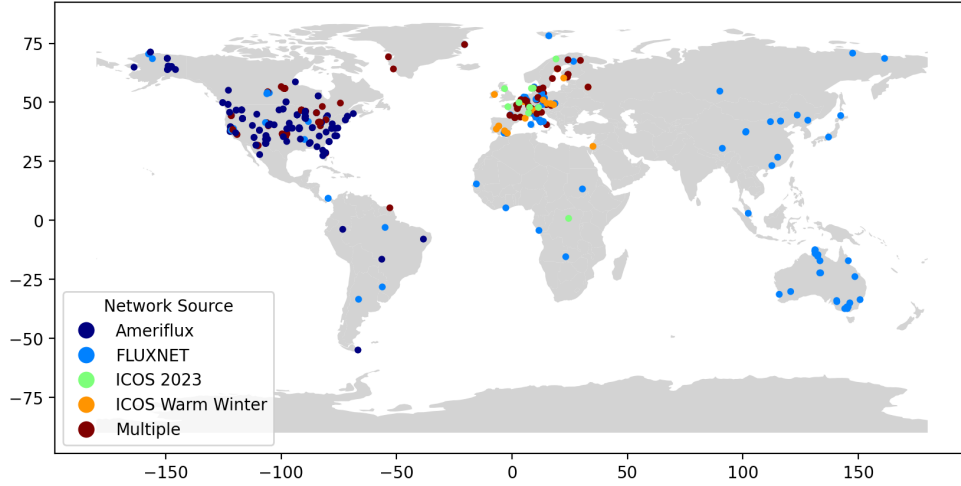 75
50
25
0
−25
−50
−75
Network Source
Ameriflux
FLUXNET
ICOS 2023
ICOS Warm Winter
Multiple
−150 −100 −50 0 50 100 150